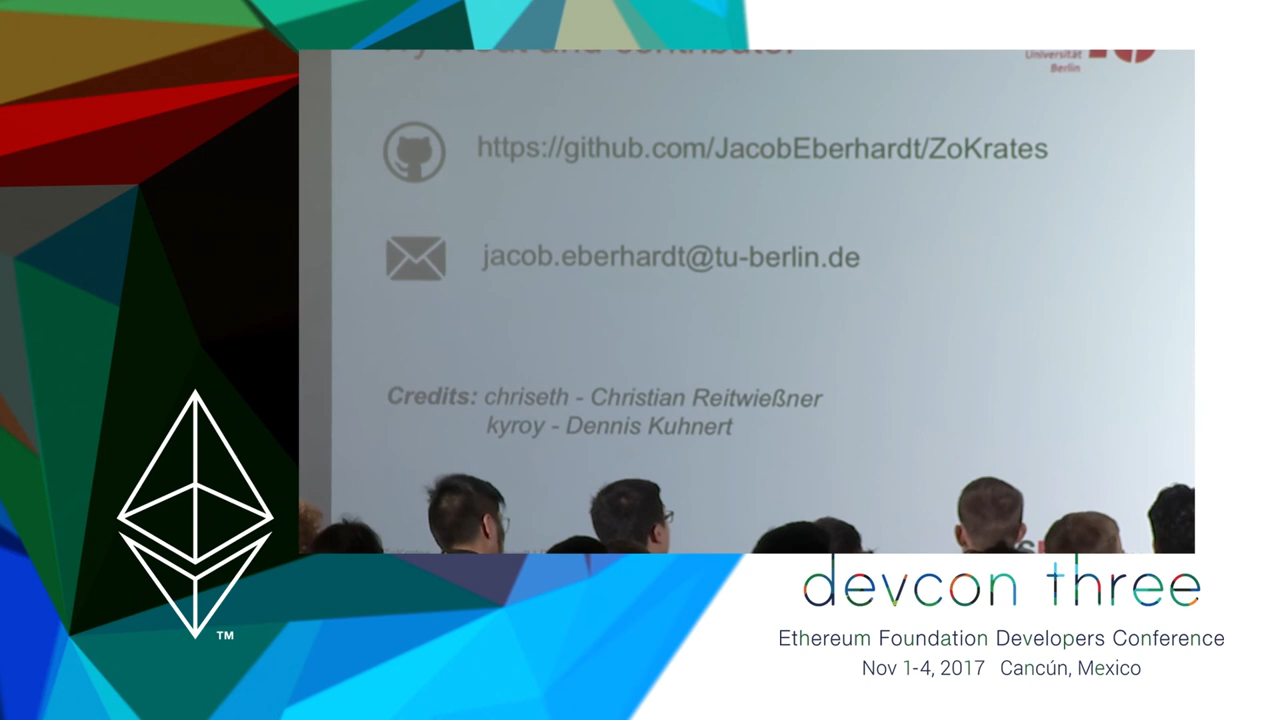 Universität
Berlin
https://github.com/JacobEberhardt/ZoKrates
jacob.eberhardt@tu-berlin.de
Credits: chriseth - Christian Reitwießner
kyroy - Dennis Kuhnert
TM
devcon three
Ethereum Foundation Developers Conference
Nov 1-4, 2017 Cancún, Mexico